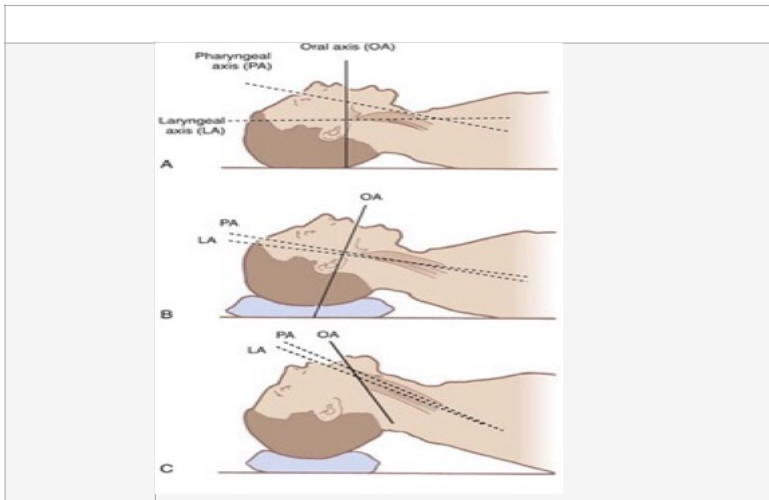 Oral axis (OA)
Pharyngeal
axis (PA)
Laryngeal
axis (LA)
A
OA
PA
LA
B
PA OA
LA
C